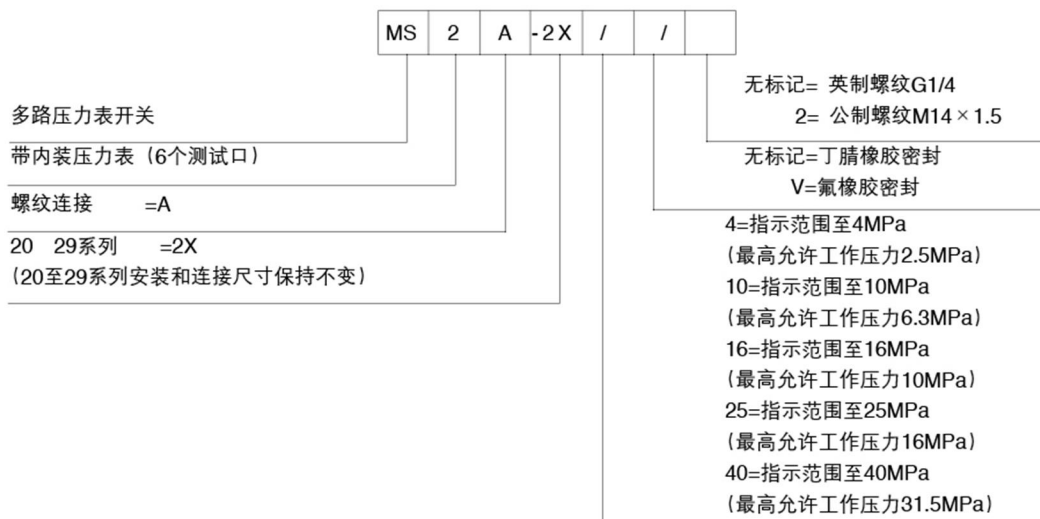 MS 2 A -2X / /
多路压力表开关
带内装压力表（6个测试口）
螺纹连接 =A
20 29系列 =2X
(20至29系列安装和连接尺寸保持不变)
无标记= 英制螺纹G1/4
2= 公制螺纹M14×1.5
无标记=丁腈橡胶密封
V=氟橡胶密封
4=指示范围至4MPa
(最高允许工作压力2.5MPa)
10=指示范围至10MPa
(最高允许工作压力6.3MPa)
16=指示范围至16MPa
(最高允许工作压力10MPa)
25=指示范围至25MPa
(最高允许工作压力16MPa)
40=指示范围至40MPa
(最高允许工作压力31.5MPa)